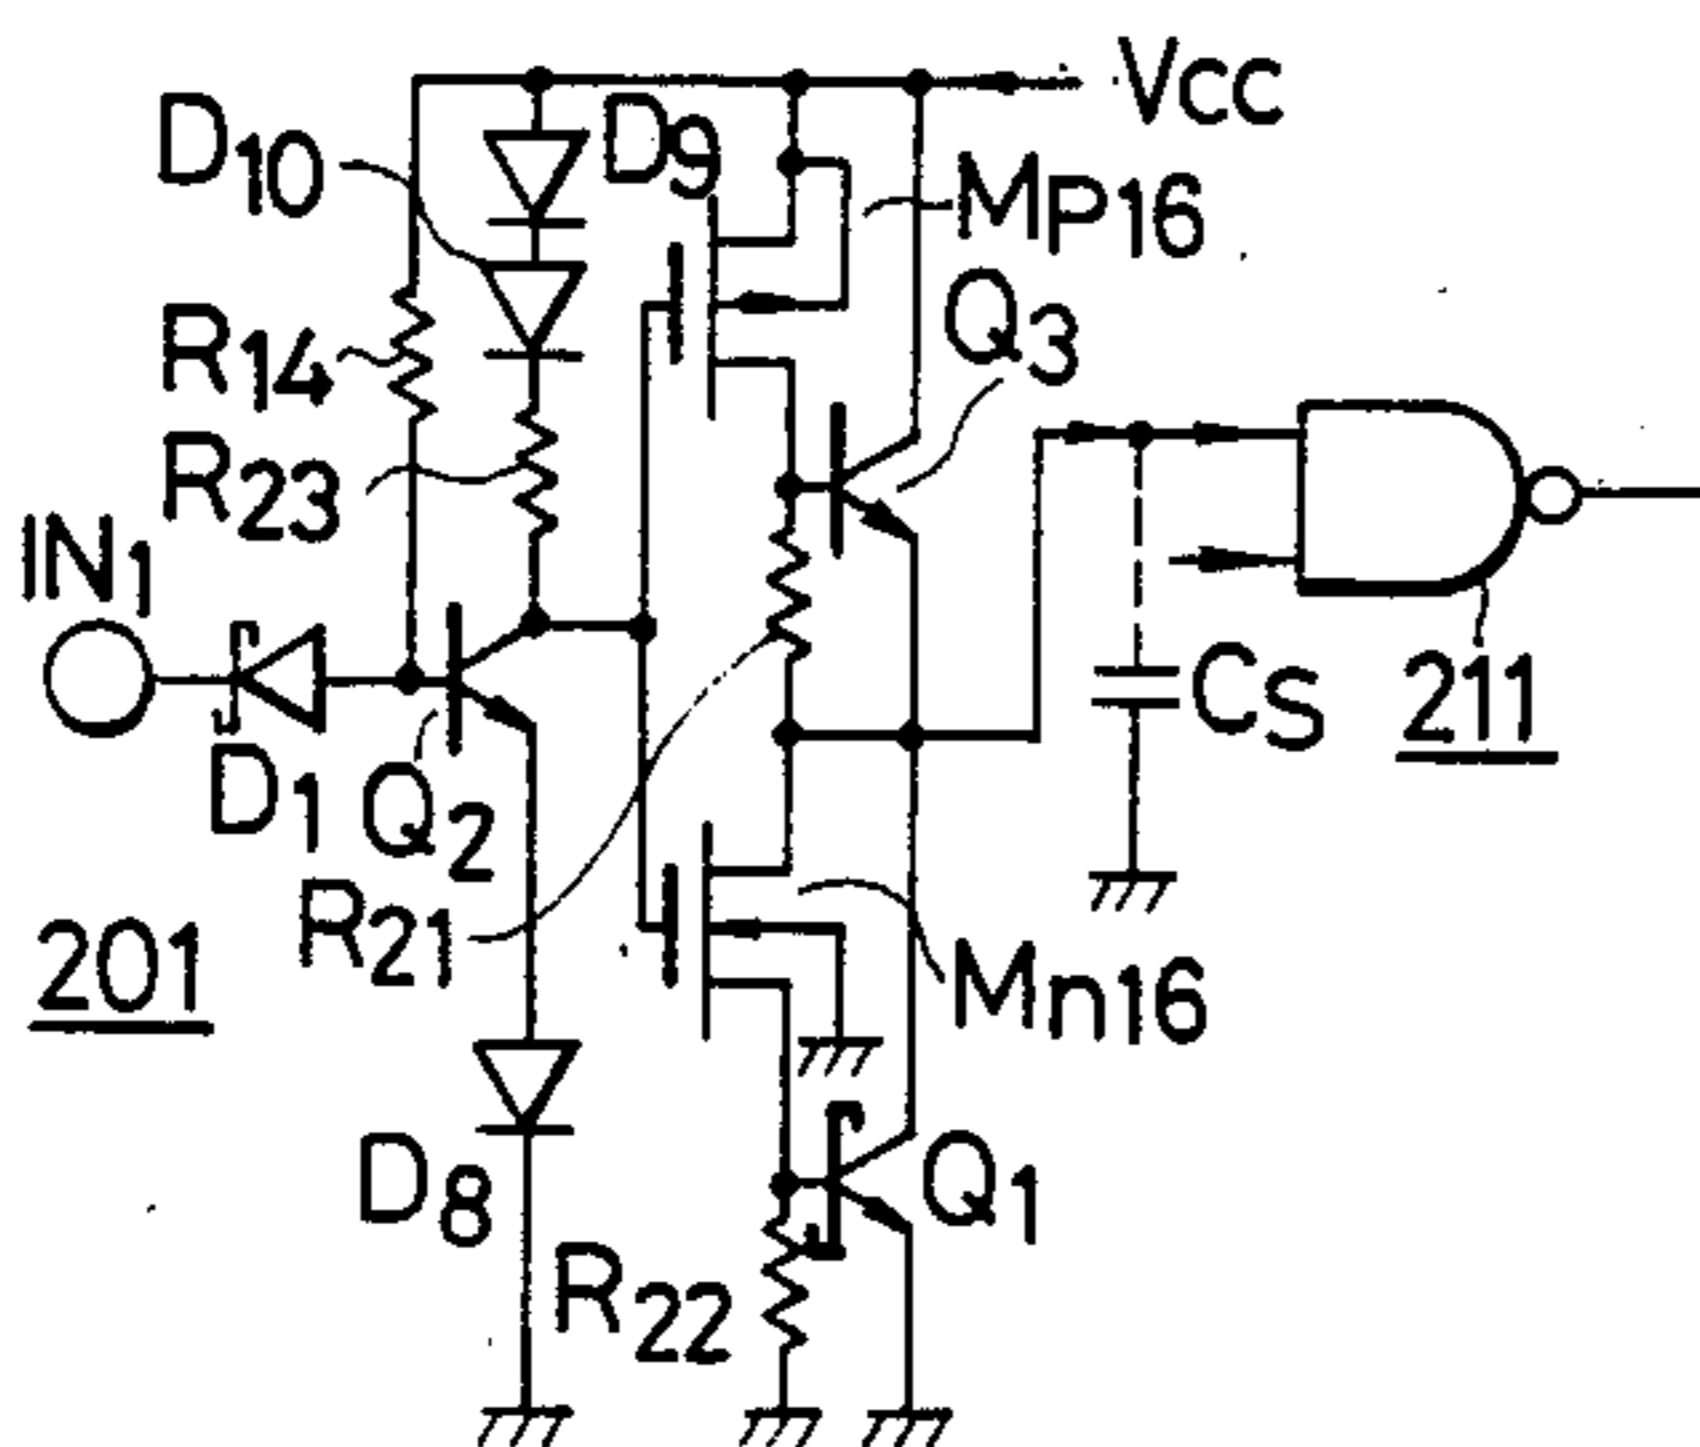 Vcc
D10
D9
MP16
Q3
R14
R23
IN1
D1
Q2
CS
211
R21
201
Mn16
D8
Q1
R22